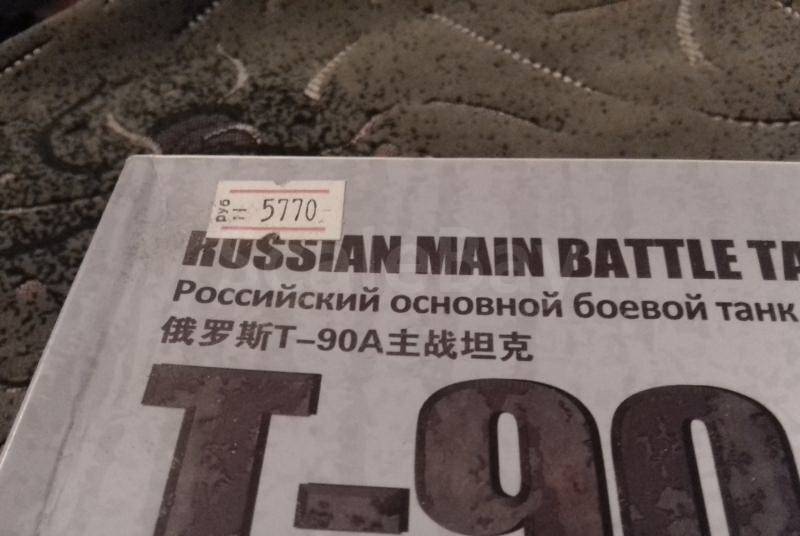 руб 5770
RUSSIAN MAIN BATTLE TA
Российский основной боевой танк
俄罗斯T-90A主战坦克
T-90